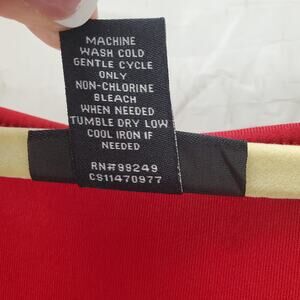 MACHINE
WASH COLD
GENTLE CYCLE
ONLY
NON-CHLORINE
BLEACH
WHEN NEEDED
TUMBLE DRY LOW
COOL IRON IF
NEEDED
RN#99249
CS11470977